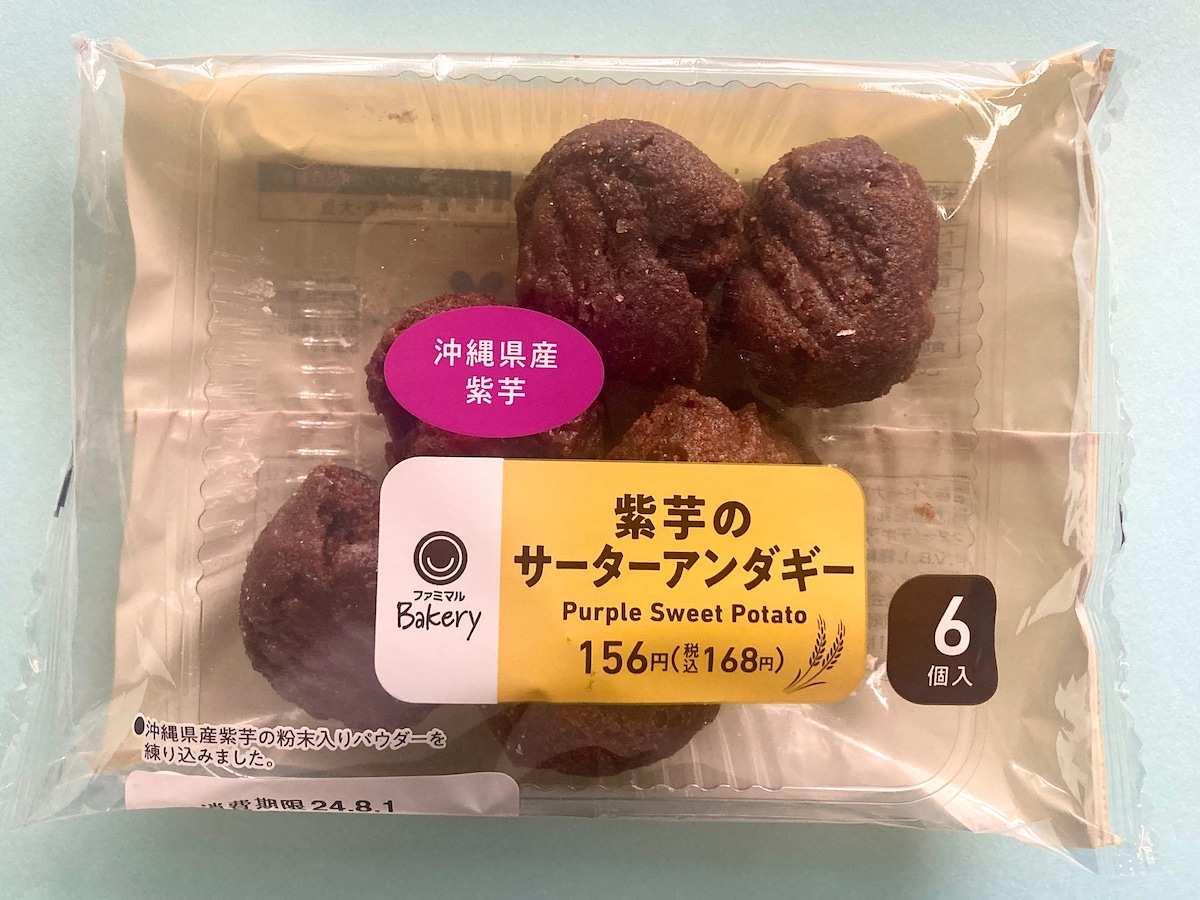 沖縄県産
紫芋
紫芋の
サーターアンダギー
Purple Sweet Potato
156円(税込168円)
ファミマル
Bakery
6
個入
●沖縄県産紫芋の粉末入りパウダーを
練り込みました。
消費期限 24.8.1